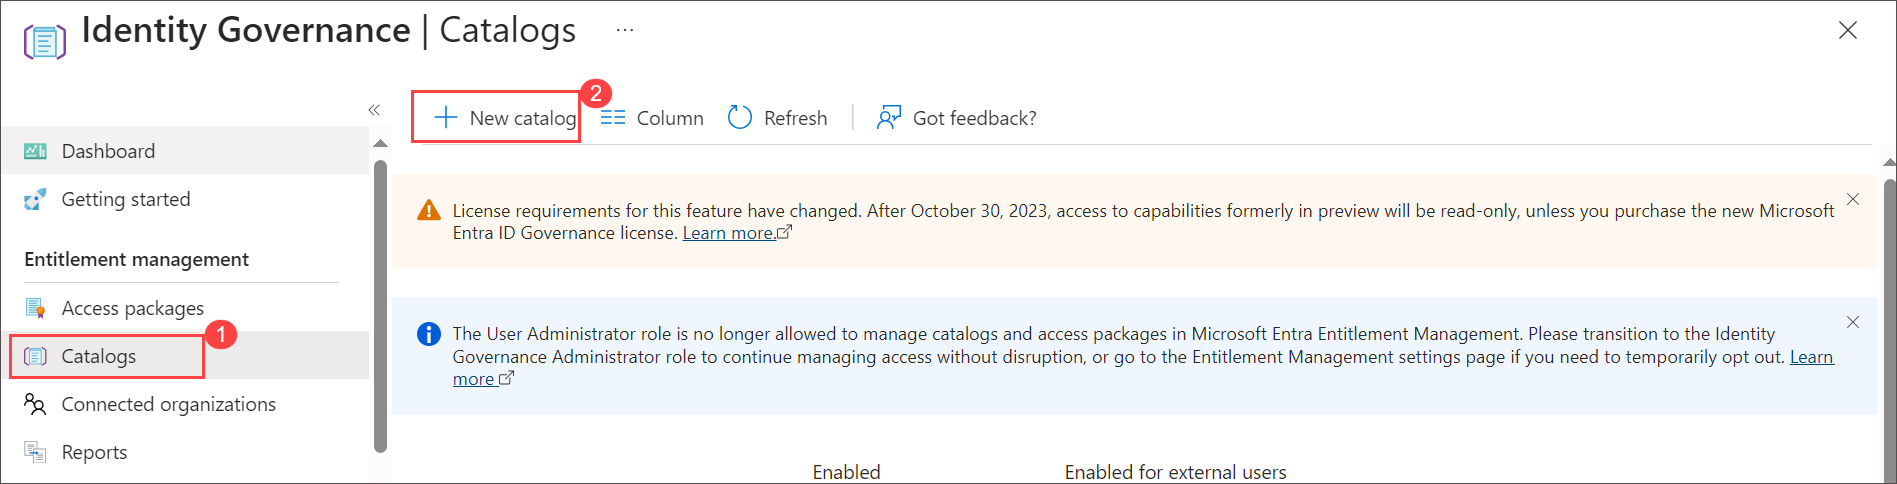 Identity Governance | Catalogs ...
«
New catalog
2
Column
Refresh
Got feedback?
Dashboard
Getting started
Entitlement management
Access packages
Catalogs
1
Connected organizations
Reports
License requirements for this feature have changed. After October 30, 2023, access to capabilities formerly in preview will be read-only, unless you purchase the new Microsoft
Entra ID Governance license. Learn more.
The User Administrator role is no longer allowed to manage catalogs and access packages in Microsoft Entra Entitlement Management. Please transition to the Identity
Governance Administrator role to continue managing access without disruption, or go to the Entitlement Management settings page if you need to temporarily opt out. Learn
more
Enabled
Enabled for external users